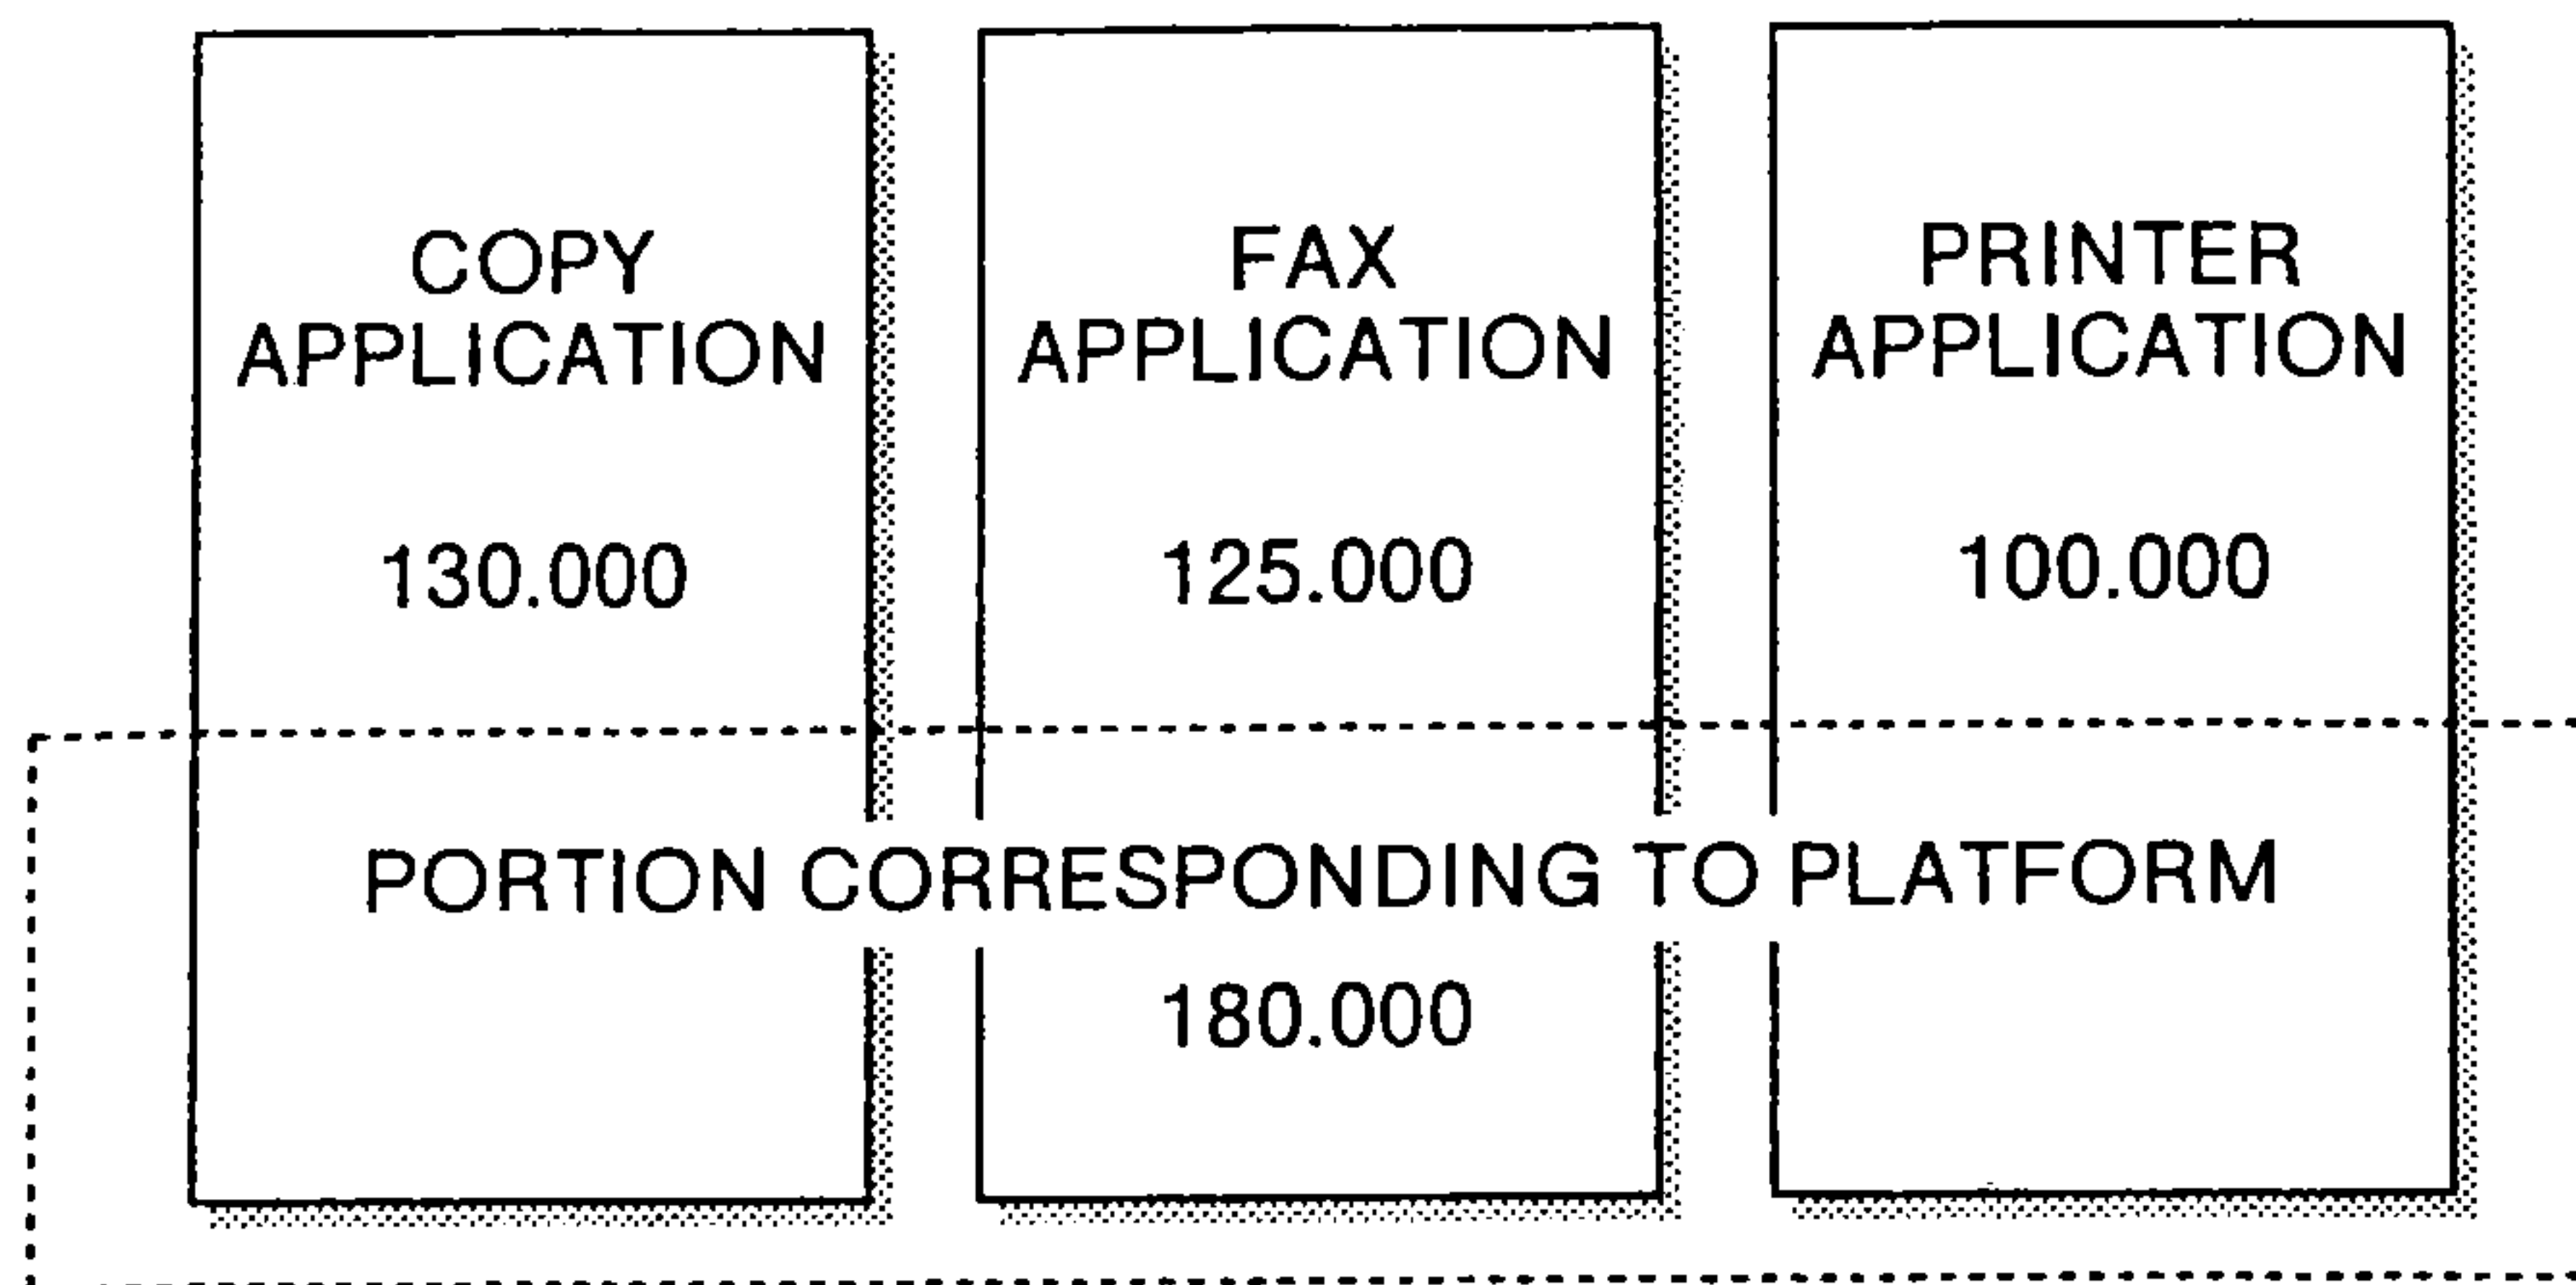 COPY
APPLICATION
130.000
FAX
APPLICATION
125.000
PRINTER
APPLICATION
100.000
PORTION CORRESPONDING TO PLATFORM
180.000